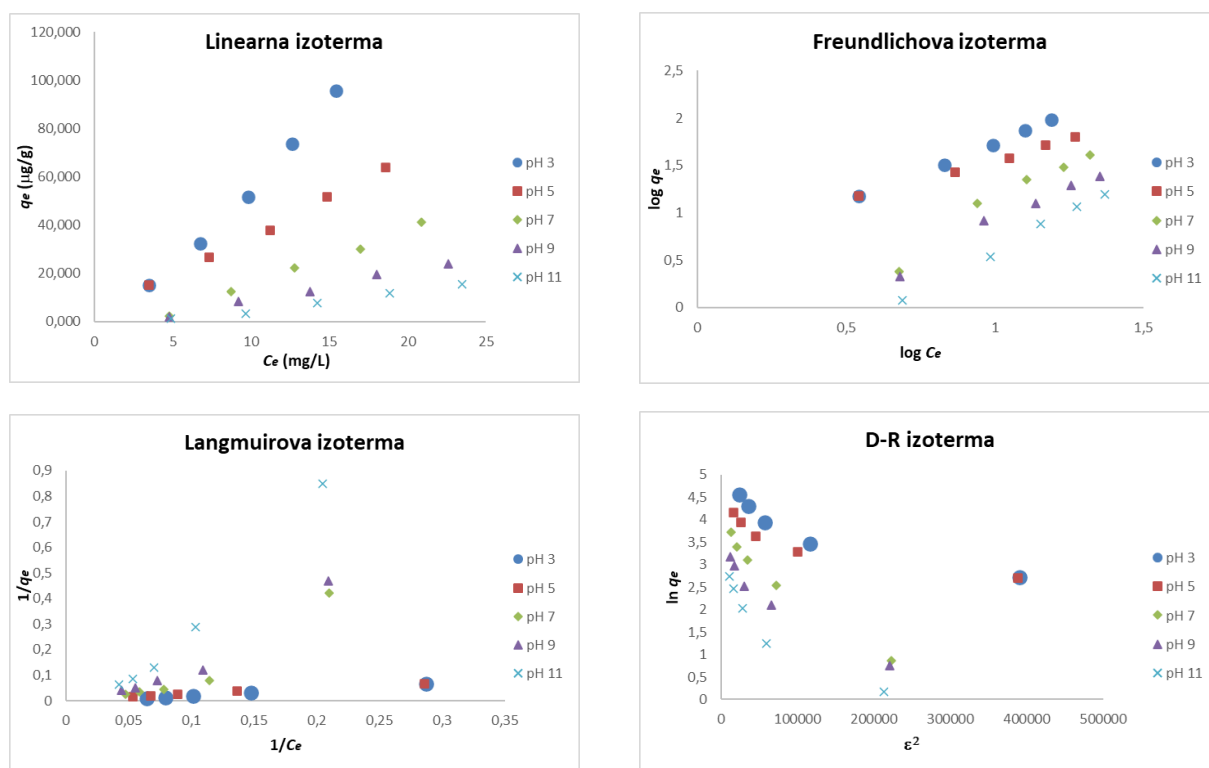 Linearna izoterma
120,000
100,000
80,000
60,000
40,000
20,000
0,000
qe (µg/g)
0 5 10 15 20 25
Ce (mg/L)
pH 3
pH 5
pH 7
pH 9
pH 11
Freundlichova izoterma
2,5
2
1,5
1
0,5
0
log qe
0 0,5 1 1,5
log Ce
pH 3
pH 5
pH 7
pH 9
pH 11
Langmuirova izoterma
0,9
0,8
0,7
0,6
0,5
0,4
0,3
0,2
0,1
0
1/qe
0 0,05 0,1 0,15 0,2 0,25 0,3 0,35
1/Ce
pH 3
pH 5
pH 7
pH 9
pH 11
D-R izoterma
5
4,5
4
3,5
3
2,5
2
1,5
1
0,5
0
ln qe
0 100000 200000 300000 400000 500000
ε²
pH 3
pH 5
pH 7
pH 9
pH 11